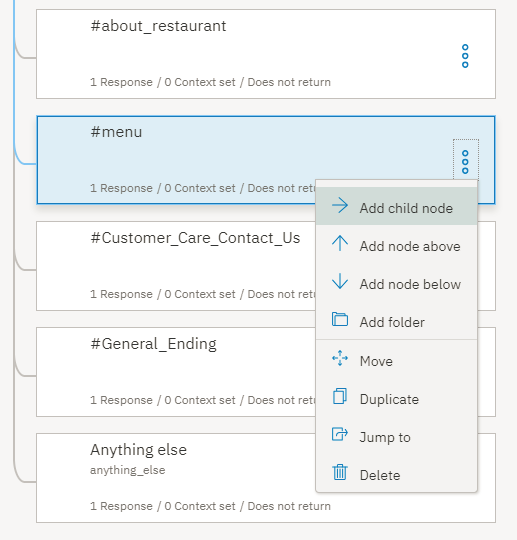 #about_restaurant
1 Response / 0 Context set / Does not return
#menu
1 Response / 0 Context set / Does not retu
Add child node
Add node above
Add node below
Add folder
Move
Duplicate
Jump to
Delete
#Customer_Care_Contact_Us
1 Response / 0 Context set / Does not retu
#General_Ending
1 Response / 0 Context set / Does not retu
Anything else
anything_else
1 Response / 0 Context set / Does not return